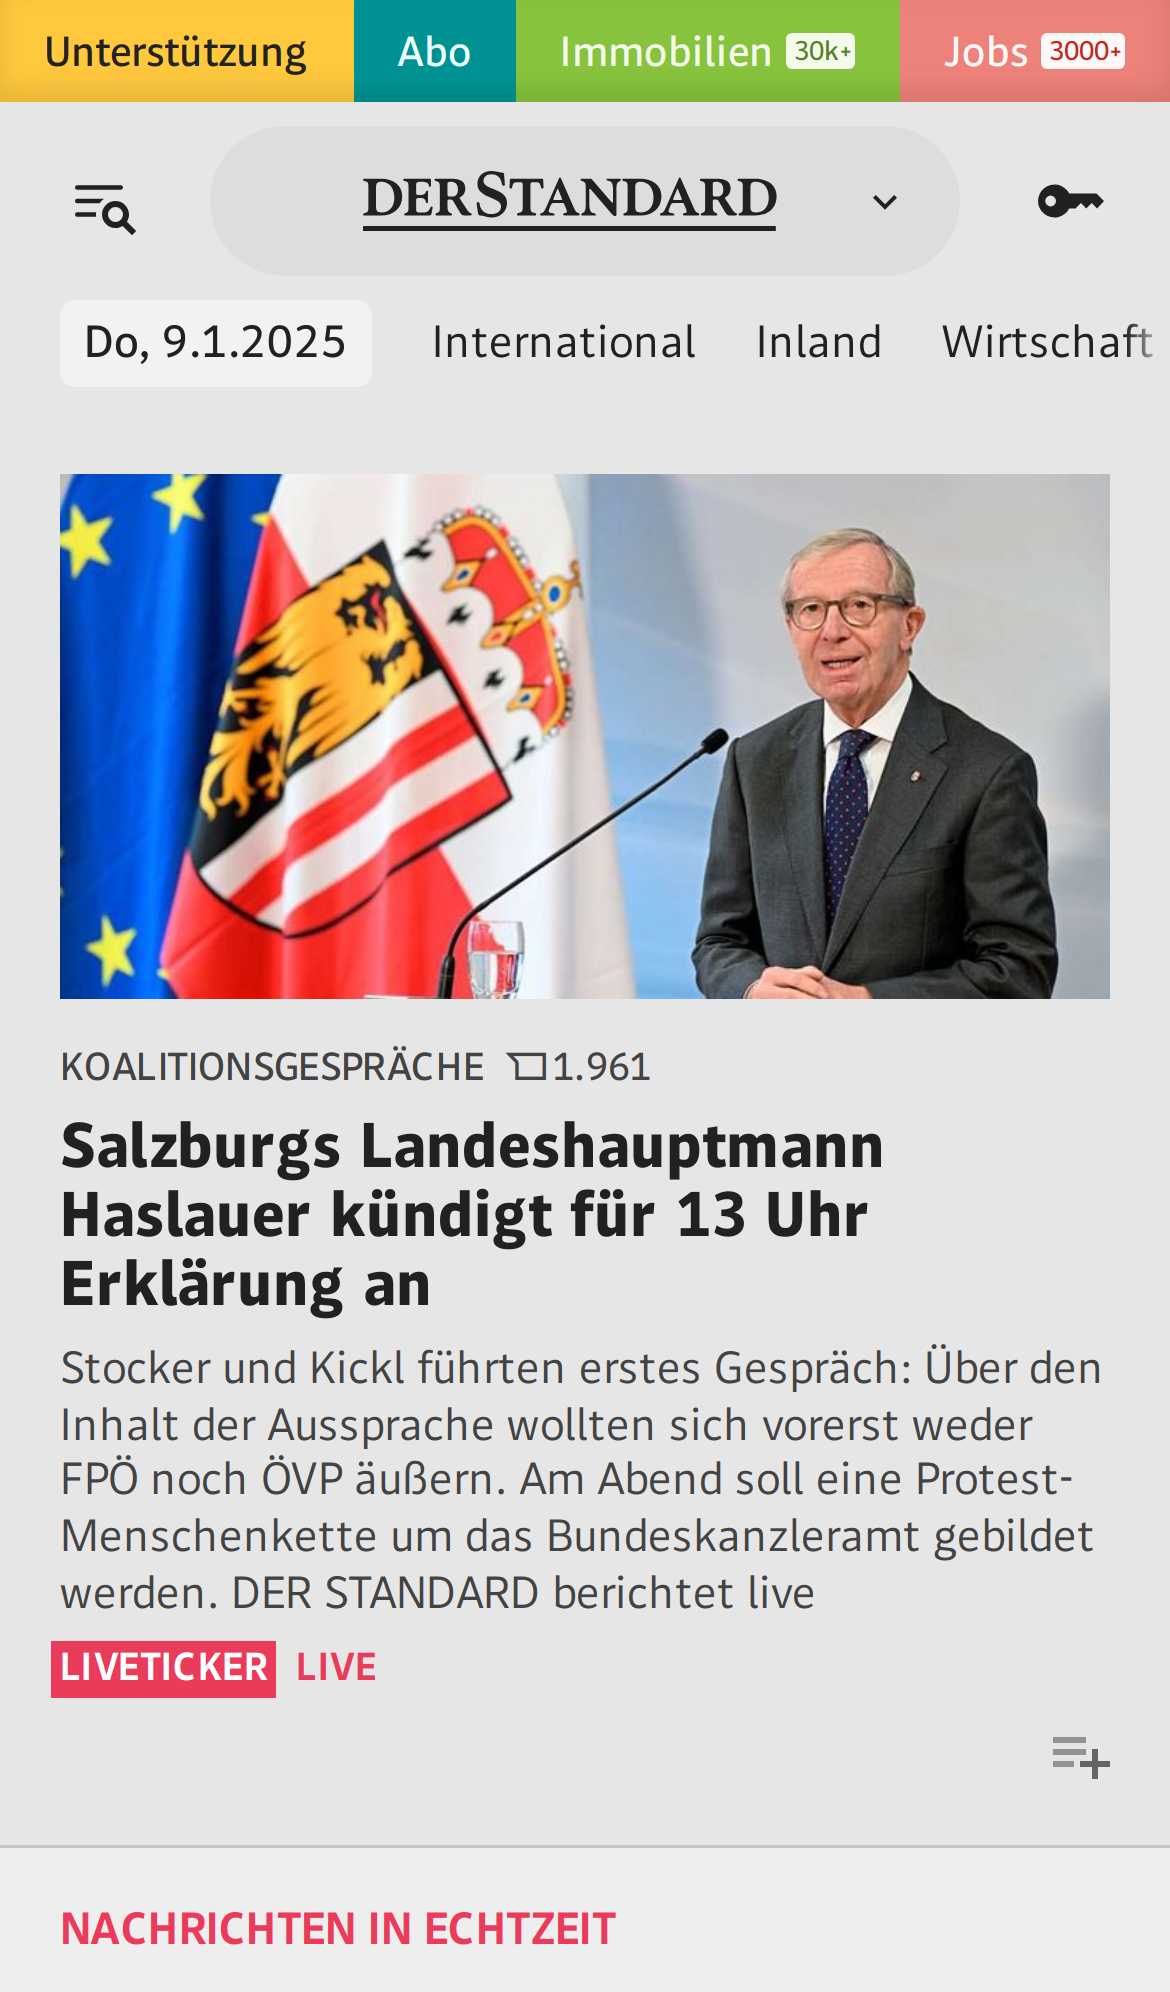 Unterstützung Abo Immobilien 30k+ Jobs 3000+
DERSTANDARD
Do, 9.1.2025 International Inland Wirtschaft
KOALITIONSGESPRÄCHE 1.961
Salzburgs Landeshauptmann
Haslauer kündigt für 13 Uhr
Erklärung an
Stocker und Kickl führten erstes Gespräch: Über den
Inhalt der Aussprache wollten sich vorerst weder
FPÖ noch ÖVP äußern. Am Abend soll eine Protest-
Menschenkette um das Bundeskanzleramt gebildet
werden. DER STANDARD berichtet live
LIVETICKER LIVE
NACHRICHTEN IN ECHTZEIT